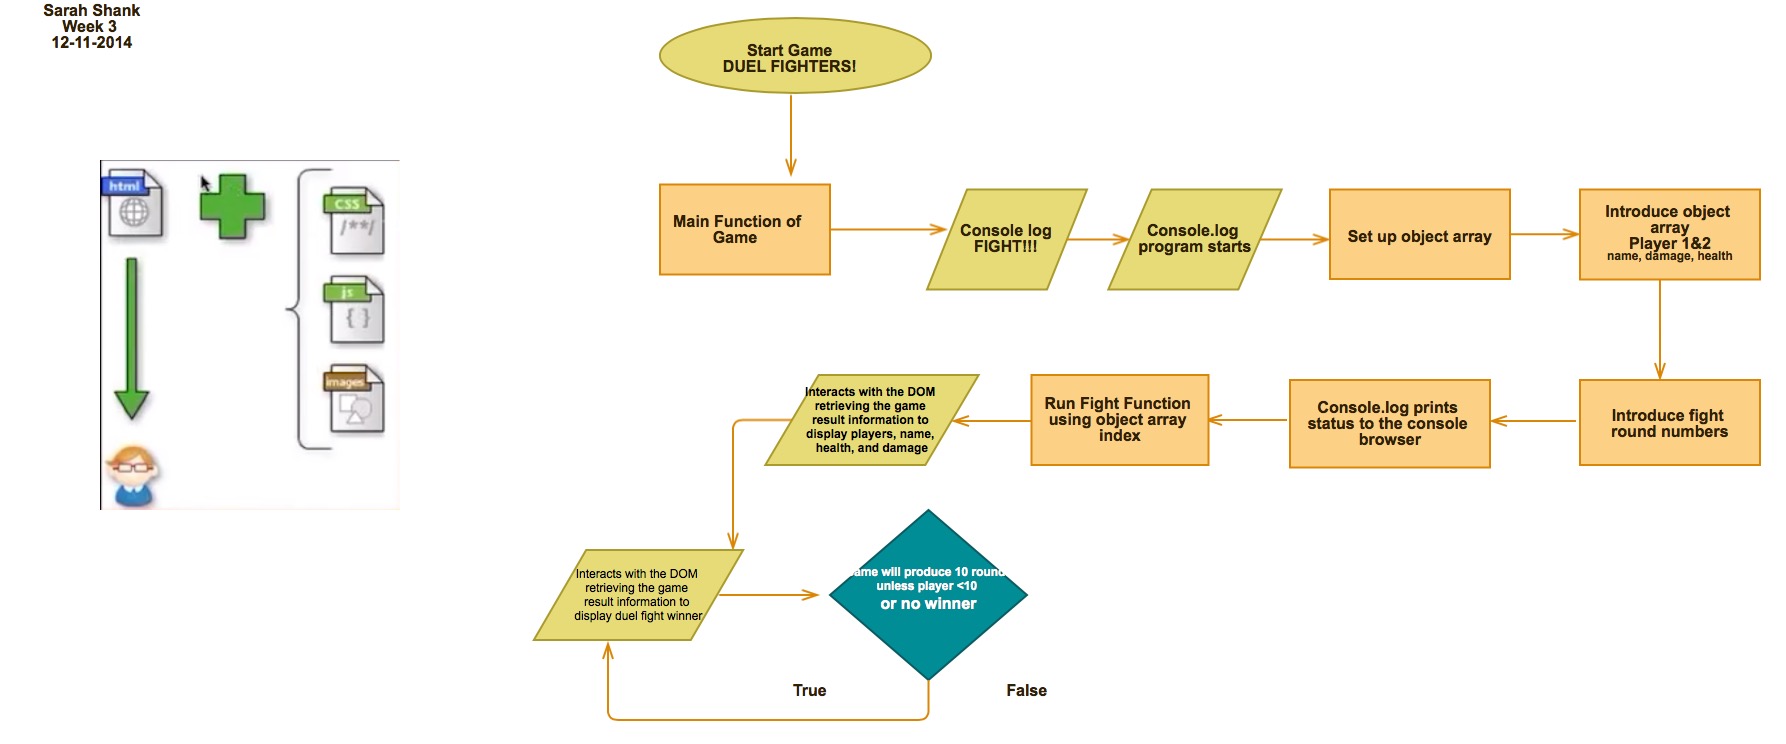 Sarah Shank
Week 3
12-11-2014
Start Game
DUEL FIGHTERS!
html
CSS
/**/
js
{ }
images
Main Function of
Game
Console log
FIGHT!!!
Console.log
program starts
Set up object array
Introduce object
array
Player 1&2
name, damage, health
Interacts with the DOM
retrieving the game
result information to
display players, name,
health, and damage
Run Fight Function
using object array
index
Console.log prints
status to the console
browser
Introduce fight
round numbers
Interacts with the DOM
retrieving the game
result information to
display duel fight winner
ame will produce 10 round
unless player <10
or no winner
True
False